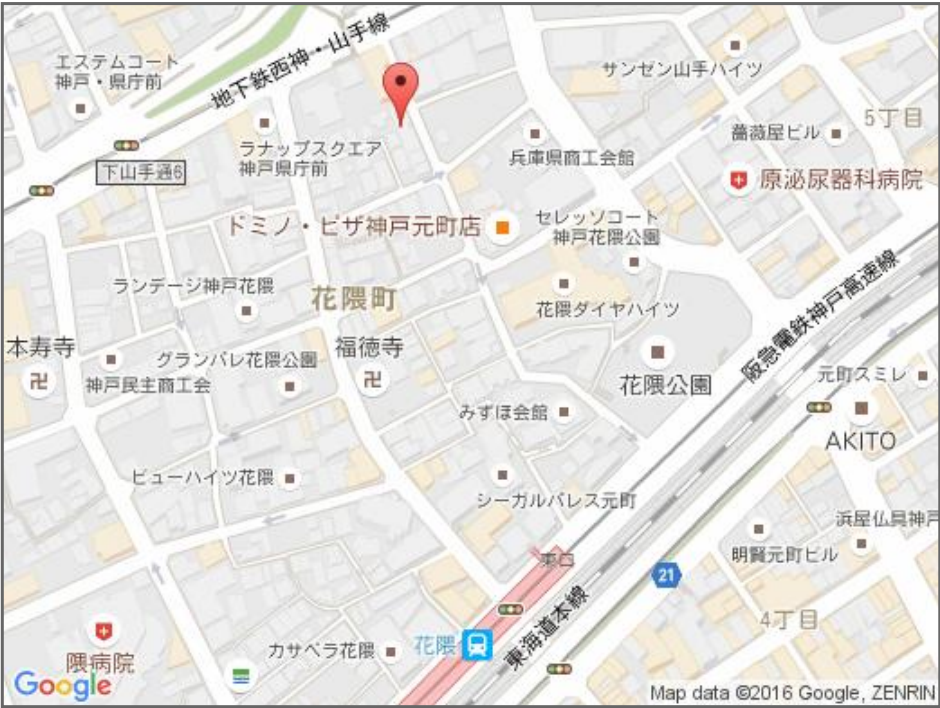 エステムコート
神戸・県庁前
地下鉄西神・山手線
サンゼン山手ハイツ
5丁目
薔薇屋ビル
ラナップスクエア
神戸県庁前
兵庫県商工会館
下山手通6
原泌尿器科病院
ドミノ・ピザ神戸元町店
セレッソコート
神戸花隈公園
ランデージ神戸花隈
花隈町
花隈ダイヤハイツ
阪急電鉄神戸高速線
本寿寺
福徳寺
グランパレ花隈公園
神戸民主商工会
花隈公園
元町スミレ
みずほ会館
AKITO
ビューハイツ花隈
シーガルパレス元町
浜屋仏具神戸
明賢元町ビル
東口
21
4丁目
東海道本線
花隈
カサベラ花隈
隈病院
Google
Map data ©2016 Google, ZENRIN